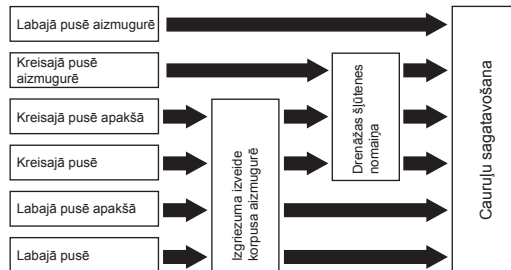 Labajā pusē aizmugurē
Kreisajā pusē
aizmugurē
Kreisajā pusē apakšā
Kreisajā pusē
Labajā pusē apakšā
Labajā pusē
Izgriezuma izveide
korpusa aizmugurē
Drenāžas šļūtenes
nomaiņa
Cauruļu sagatavošana